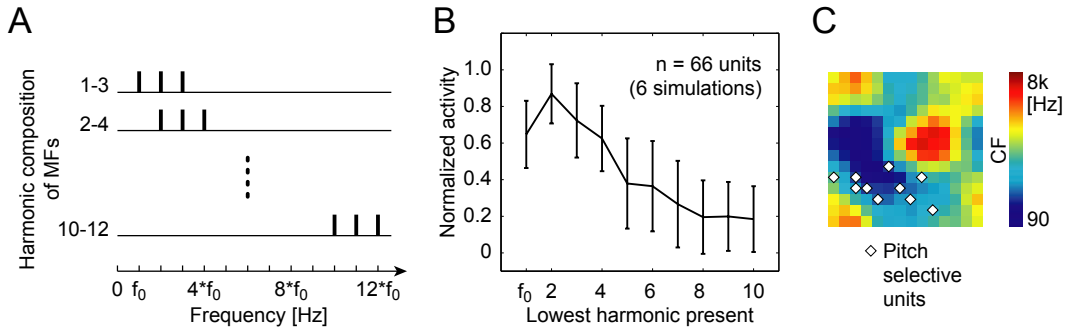 A
Harmonic composition
of MFs
1-3
2-4
10-12
0 f₀ 4*f₀ 8*f₀ 12*f₀
Frequency [Hz]
B
Normalized activity
1.0
0.8
0.6
0.4
0.2
0
n = 66 units
(6 simulations)
f₀ 2 4 6 8 10
Lowest harmonic present
C
8k
[Hz]
CF
90
Pitch
selective
units